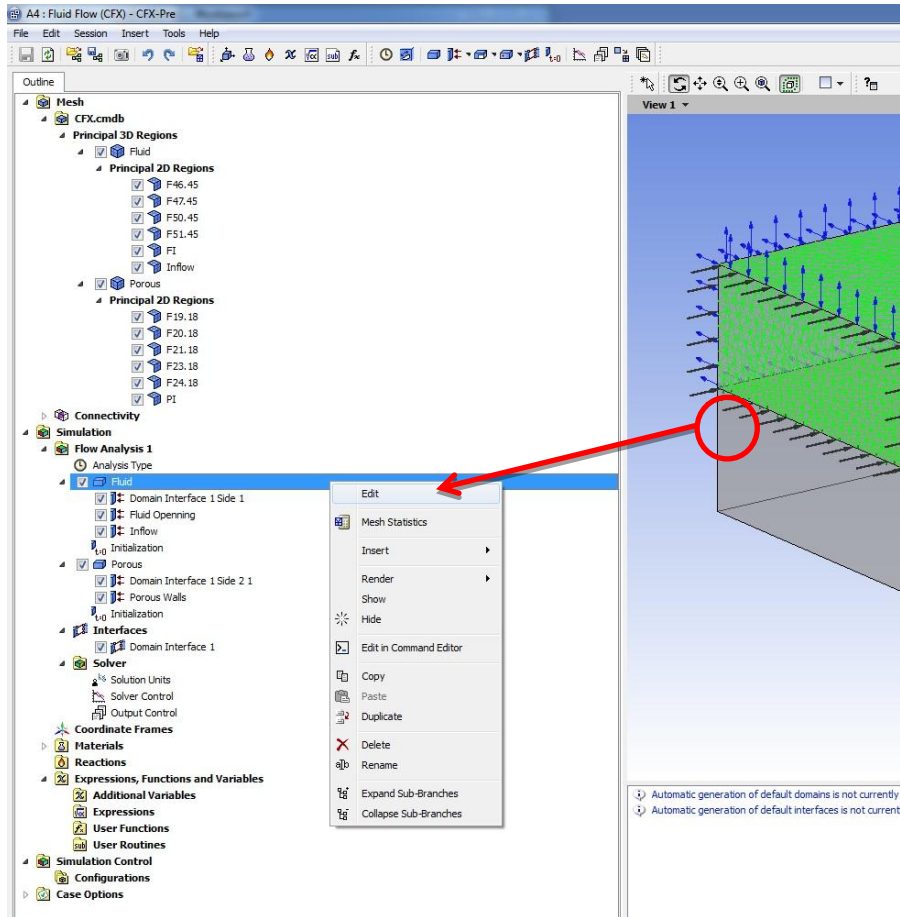 A4 : Fluid Flow (CFX) - CFX-Pre
File Edit Session Insert Tools Help
Outline
Mesh
CFX.cmdb
Principal 3D Regions
Fluid
Principal 2D Regions
F46.45
F47.45
F50.45
F51.45
FI
Inflow
Porous
Principal 2D Regions
F19.18
F20.18
F21.18
F23.18
F24.18
PI
Connectivity
Simulation
Flow Analysis 1
Analysis Type
Fluid
Domain Interface 1 Side 1
Fluid Openning
Inflow
Initialization
Porous
Domain Interface 1 Side 2 1
Porous Walls
Initialization
Interfaces
Domain Interface 1
Solver
Solution Units
Solver Control
Output Control
Coordinate Frames
Materials
Reactions
Expressions, Functions and Variables
Additional Variables
Expressions
User Functions
User Routines
Simulation Control
Configurations
Case Options
Edit
Mesh Statistics
Insert
Render
Show
Hide
Edit in Command Editor
Copy
Paste
Duplicate
Delete
Rename
Expand Sub-Branches
Collapse Sub-Branches
View 1
Automatic generation of default domains is not currently
Automatic generation of default interfaces is not current